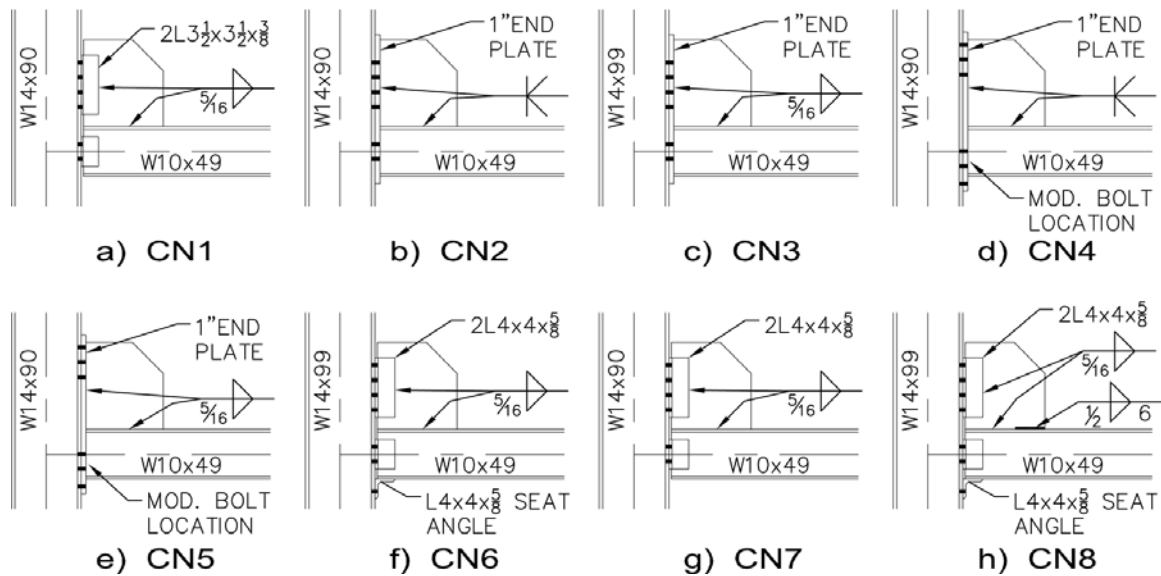 W14x90
2L3½x3½x⅜
5/16
W10x49
a) CN1
W14x90
1"END
PLATE
W10x49
b) CN2
W14x99
1"END
PLATE
5/16
W10x49
c) CN3
W14x90
1"END
PLATE
W10x49
MOD. BOLT
LOCATION
d) CN4
W14x90
1"END
PLATE
5/16
W10x49
MOD. BOLT
LOCATION
e) CN5
W14x99
2L4x4x⅝
5/16
W10x49
L4x4x⅝ SEAT
ANGLE
f) CN6
W14x90
2L4x4x⅝
5/16
W10x49
g) CN7
W14x99
2L4x4x⅝
5/16
1/2 6
W10x49
L4x4x⅝ SEAT
ANGLE
h) CN8